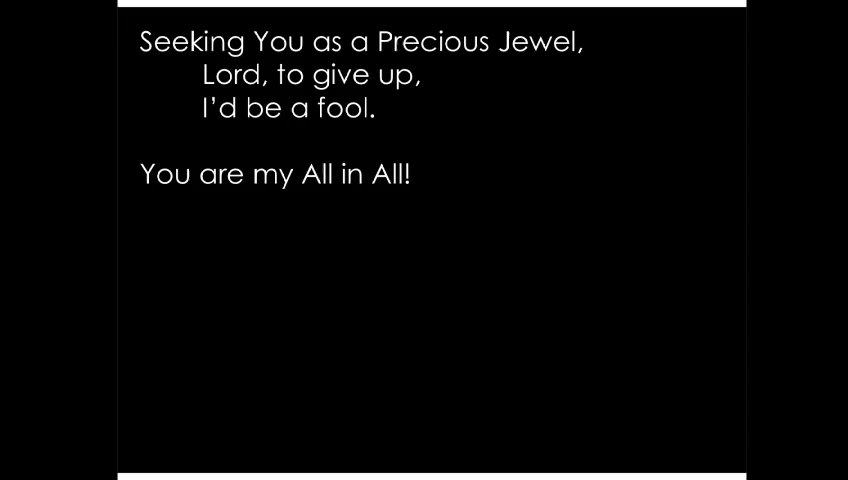 Seeking You as a Precious Jewel,
Lord, to give up,
I’d be a fool.
You are my All in All!